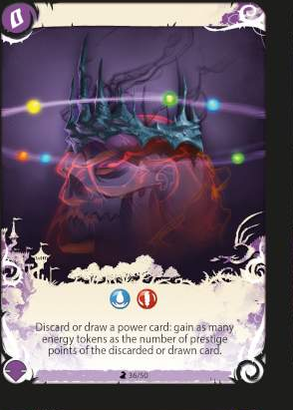 Discard or draw a power card: gain as many
energy tokens as the number of prestige
points of the discarded or drawn card.
36/50